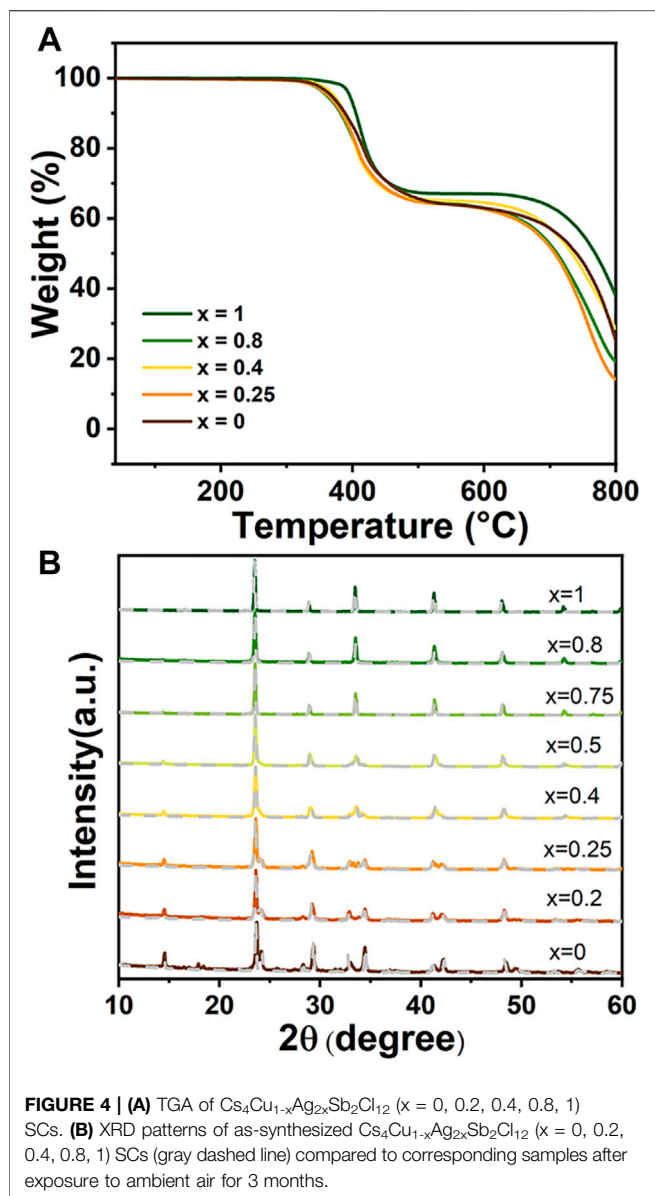 A
100
80
60
40
20
0
Weight (%)
x = 1
x = 0.8
x = 0.4
x = 0.25
x = 0
200
400
600
800
Temperature (°C)
B
Intensity(a.u.)
x=1
x=0.8
x=0.75
x=0.5
x=0.4
x=0.25
x=0.2
x=0
10
20
30
40
50
60
2θ (degree)
FIGURE 4 | (A) TGA of Cs₄Cu₁₋ₓAg₂ₓSb₂Cl₁₂ (x = 0, 0.2, 0.4, 0.8, 1)
SCs. (B) XRD patterns of as-synthesized Cs₄Cu₁₋ₓAg₂ₓSb₂Cl₁₂ (x = 0, 0.2,
0.4, 0.8, 1) SCs (gray dashed line) compared to corresponding samples after
exposure to ambient air for 3 months.